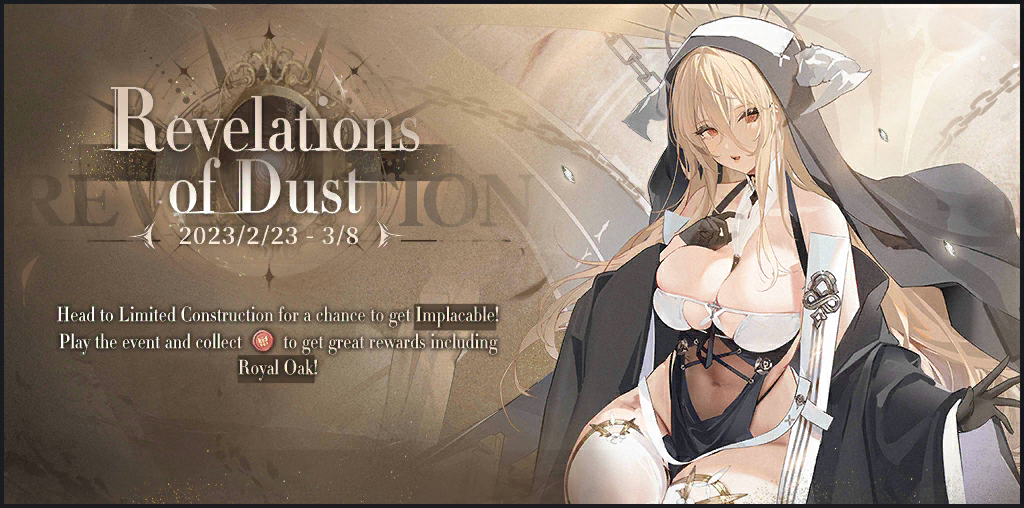 Revelations
of Dust
REVELATION
2023/2/23 - 3/8
Head to Limited Construction for a chance to get Implacable!
Play the event and collect to get great rewards including
Royal Oak!